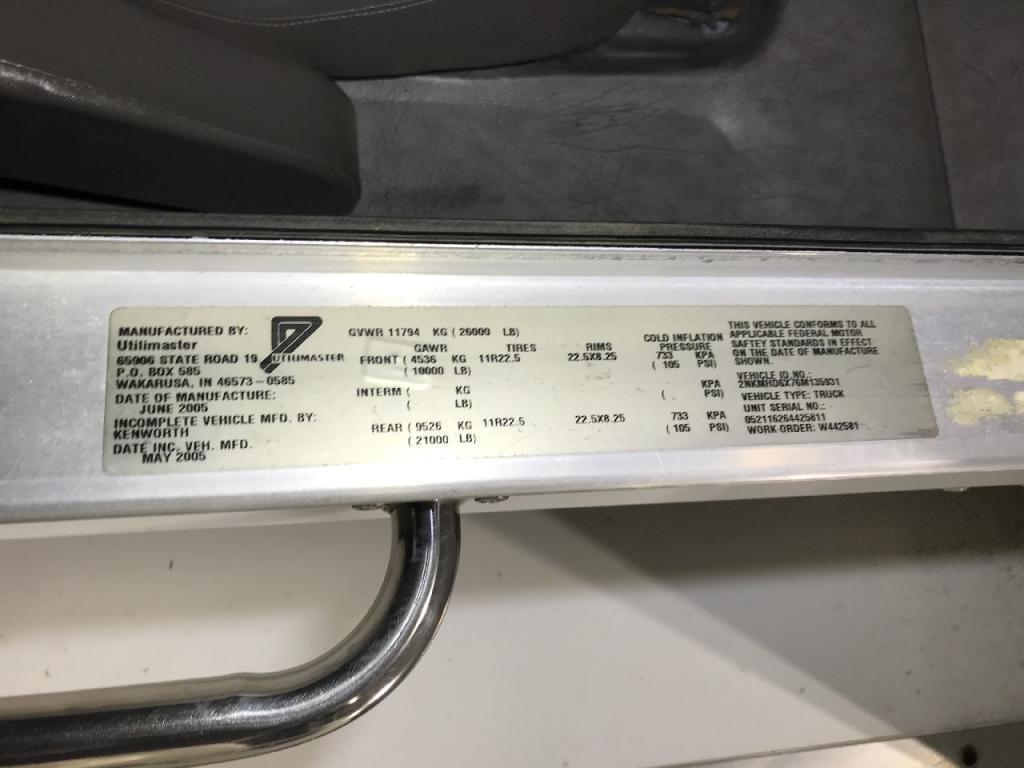 MANUFACTURED BY:
Utilimaster
65906 STATE ROAD 19
P.O. BOX 585
WAKARUSA, IN 46573-0585
DATE OF MANUFACTURE:
JUNE 2005
INCOMPLETE VEHICLE MFD. BY:
KENWORTH
DATE INC. VEH. MFD.
MAY 2005
UTILIMASTER
GVWR 11794 KG ( 26000 LB)
GAWR TIRES RIMS COLD INFLATION PRESSURE
FRONT ( 4536 KG 11R22.5 22.5X8.25 733 KPA
( 10000 LB) ( 105 PSI)
INTERM ( KG KPA
( LB) ( PSI)
REAR ( 9526 KG 11R22.5 22.5X8.25 733 KPA
( 21000 LB) ( 105 PSI)
THIS VEHICLE CONFORMS TO ALL
APPLICABLE FEDERAL MOTOR
SAFTEY STANDARDS IN EFFECT
ON THE DATE OF MANUFACTURE
SHOWN.
VEHICLE ID.NO.:
2NKMHD6X76M135931
VEHICLE TYPE: TRUCK
UNIT SERIAL NO.:
052116264425811
WORK ORDER: W442581